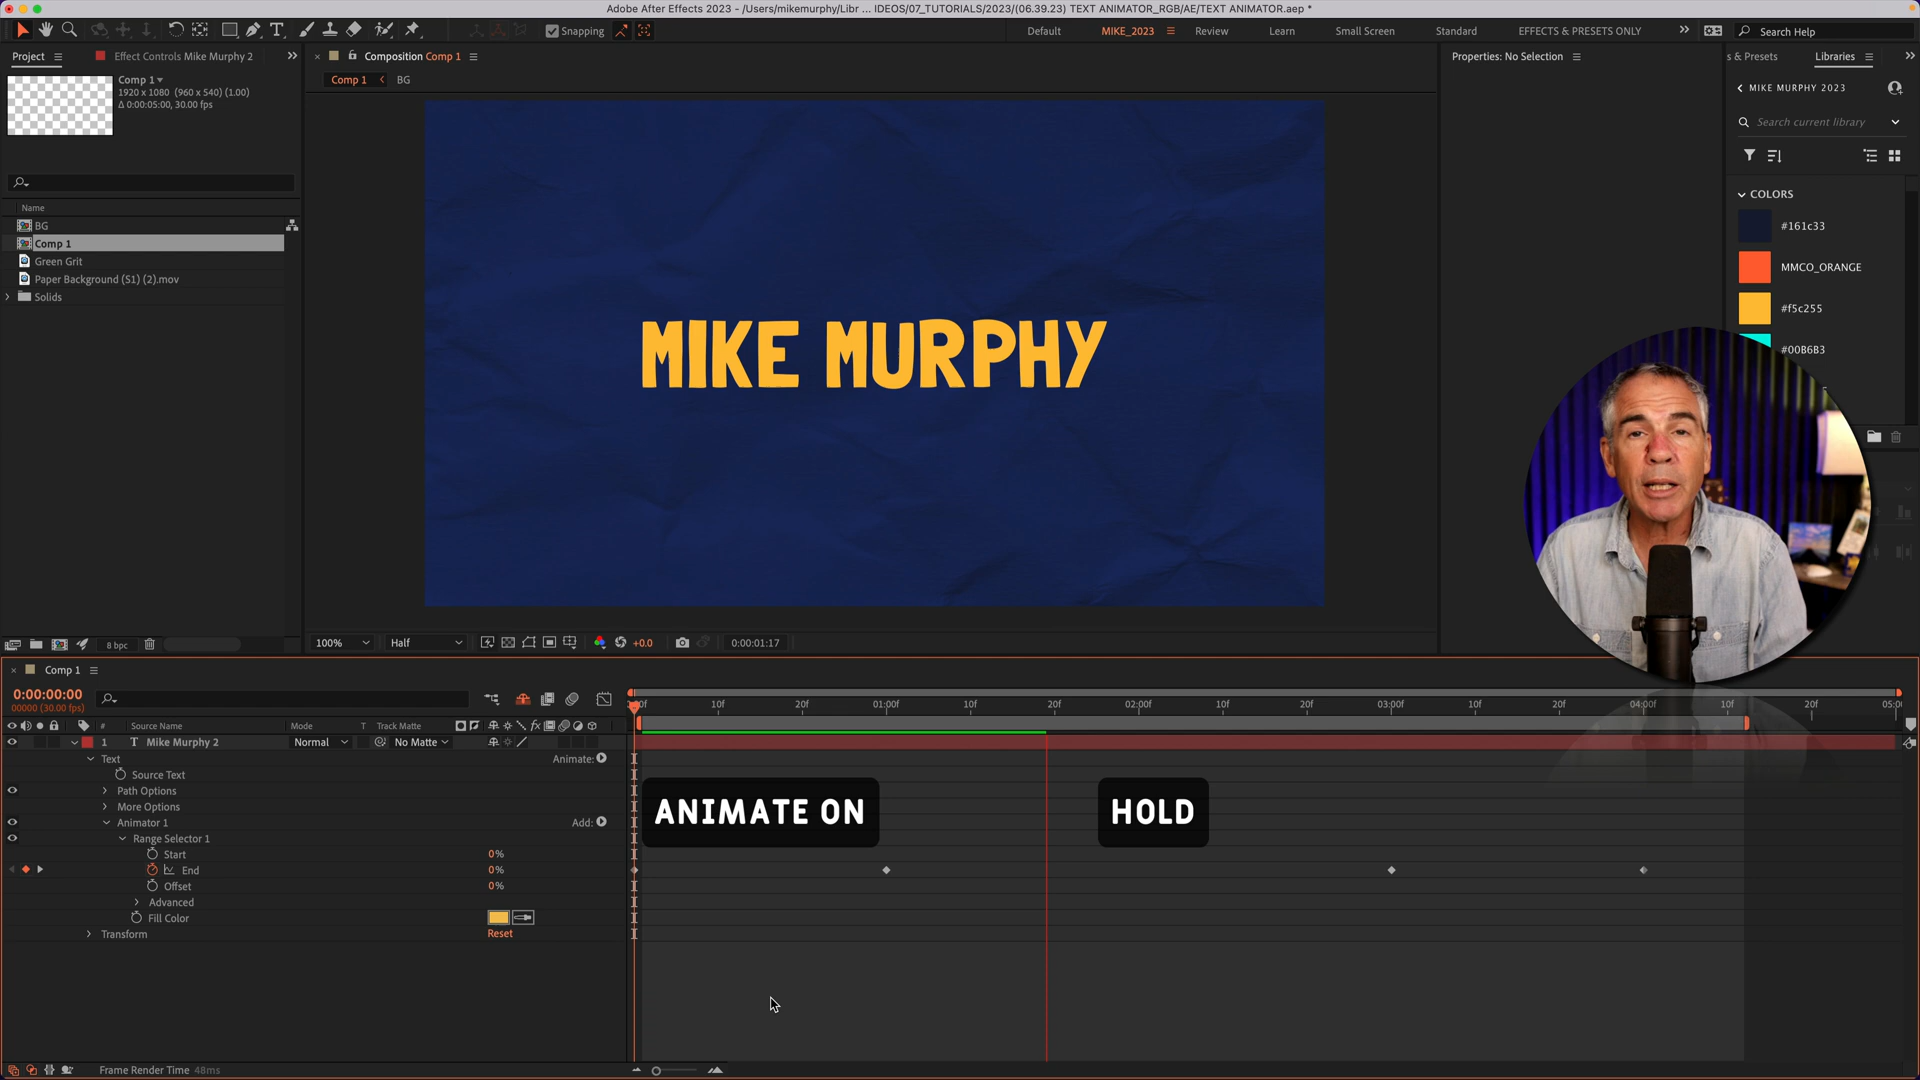 Adobe After Effects 2023 - /Users/mikemurphy/Libr ... IDEOS/07_TUTORIALS/2023/(06.39.23) TEXT ANIMATOR_RGB/AE/TEXT ANIMATOR.aep *
Snapping
Default
MIKE_2023
Review
Learn
Small Screen
Standard
EFFECTS & PRESETS ONLY
Search Help
Project
Effect Controls Mike Murphy 2
Composition Comp 1
Properties: No Selection
s & Presets
Libraries
Comp 1
1920 x 1080 (960 x 540) (1.00)
Δ 0:00:05:00, 30.00 fps
Comp 1
BG
MIKE MURPHY 2023
Search current library
COLORS
#161c33
MMCO_ORANGE
#f5c255
#00B6B3
Name
BG
Comp 1
Green Grit
Paper Background (S1) (2).mov
Solids
MIKE MURPHY
8 bpc
100%
Half
+0.0
0:00:01:17
Comp 1
0:00:00:00
00000 (30.00 fps)
10f
20f
01:00f
10f
20f
02:00f
10f
20f
03:00f
10f
20f
04:00f
10f
20f
05:00
#
Source Name
Mode
T
Track Matte
fx
1
T
Mike Murphy 2
Normal
No Matte
Text
Animate:
Source Text
Path Options
More Options
Animator 1
Add:
Range Selector 1
Start
0%
End
0%
Offset
0%
Advanced
Fill Color
Transform
Reset
ANIMATE ON
HOLD
Frame Render Time 48ms